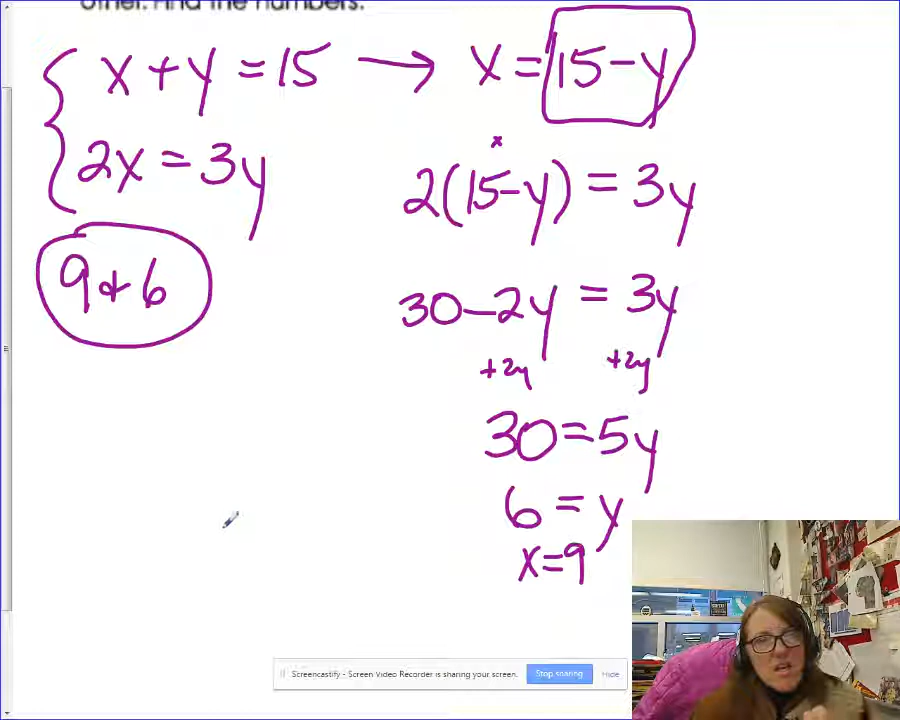 other. Find the numbers.
x + y = 15 → x = 15 - y
2x = 3y
x
2(15 - y) = 3y
9 + 6
30 - 2y = 3y
+2y +2y
30 = 5y
6 = y
x = 9
Screencastify - Screen Video Recorder is sharing your screen. Stop sharing Hide